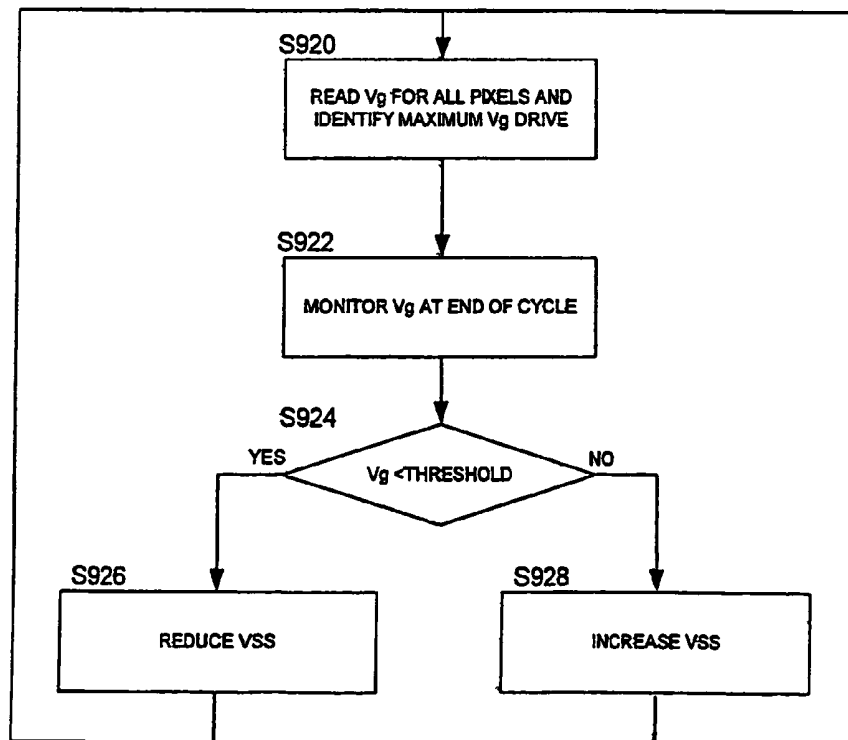 S920
READ Vg FOR ALL PIXELS AND
IDENTIFY MAXIMUM Vg DRIVE
S922
MONITOR Vg AT END OF CYCLE
S924
YES
Vg <THRESHOLD
NO
S926
REDUCE VSS
S928
INCREASE VSS